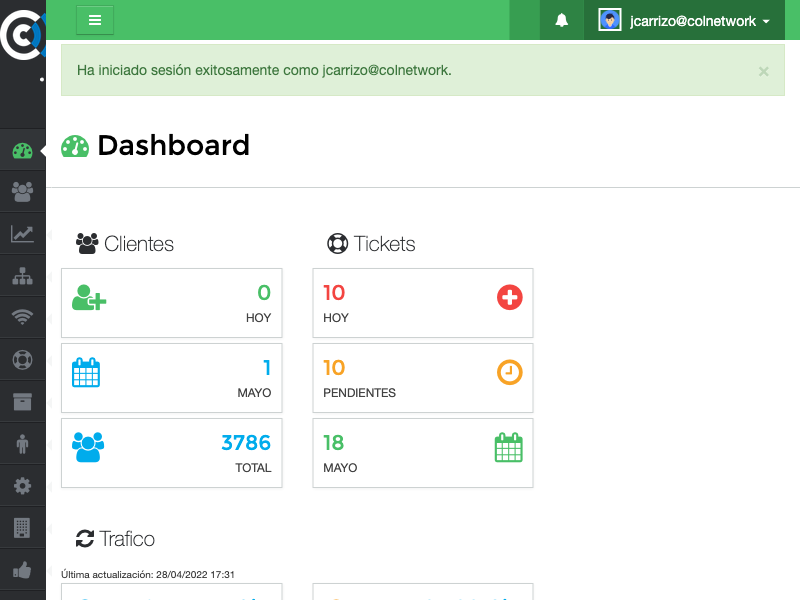 jcarrizo@colnetwork
Ha iniciado sesión exitosamente como jcarrizo@colnetwork.
×
Dashboard
Clientes
Tickets
0
HOY
10
HOY
1
MAYO
10
PENDIENTES
3786
TOTAL
18
MAYO
Trafico
Última actualización: 28/04/2022 17:31